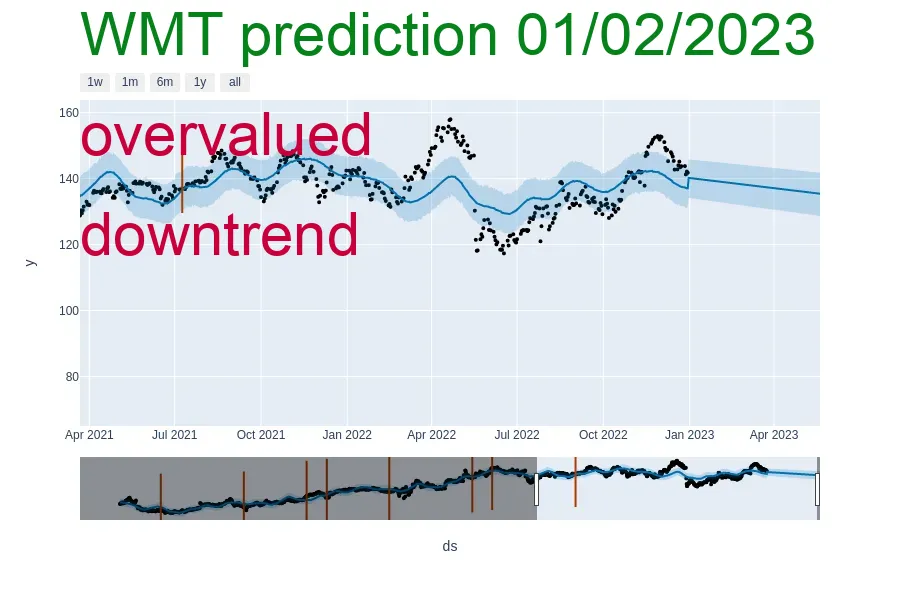 WMT prediction 01/02/2023
1w 1m 6m 1y all
160
overvalued
140
downtrend
120
y
100
80
Apr 2021 Jul 2021 Oct 2021 Jan 2022 Apr 2022 Jul 2022 Oct 2022 Jan 2023 Apr 2023
ds